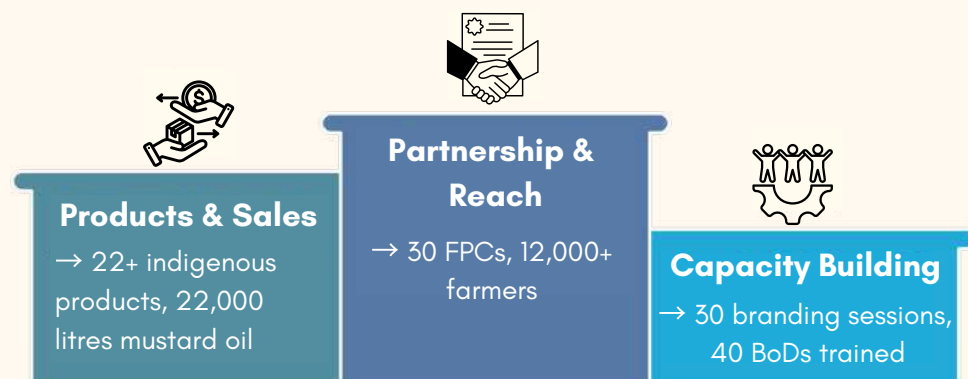 Products & Sales
→ 22+ indigenous
products, 22,000
litres mustard oil
Partnership &
Reach
→ 30 FPCs, 12,000+
farmers
Capacity Building
→ 30 branding sessions,
40 BoDs trained